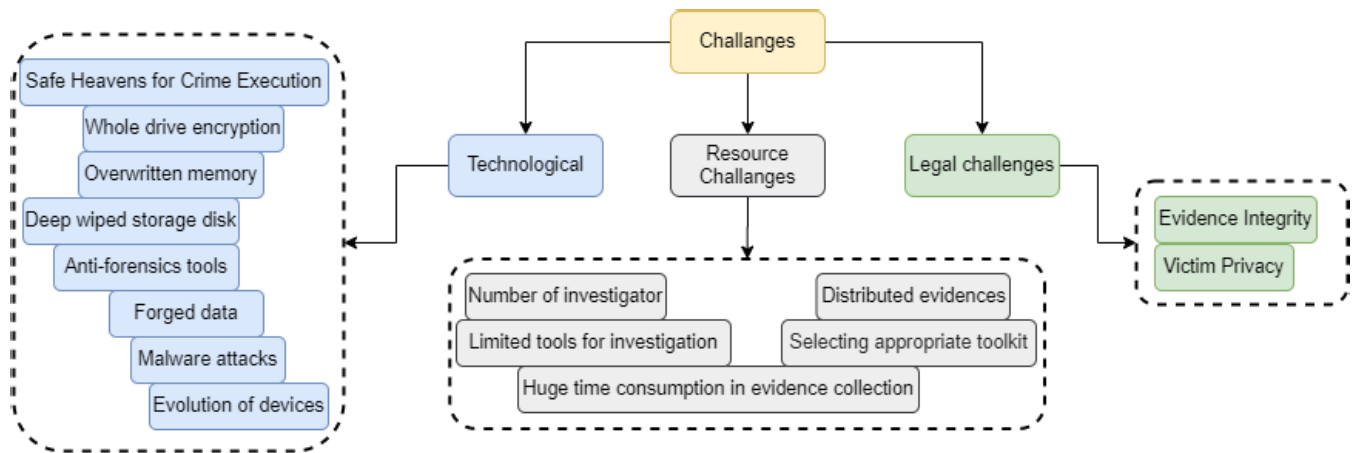 Challanges
Technological
Resource
Challanges
Legal challenges
Safe Heavens for Crime Execution
Whole drive encryption
Overwritten memory
Deep wiped storage disk
Anti-forensics tools
Forged data
Malware attacks
Evolution of devices
Number of investigator
Distributed evidences
Limited tools for investigation
Selecting appropriate toolkit
Huge time consumption in evidence collection
Evidence Integrity
Victim Privacy